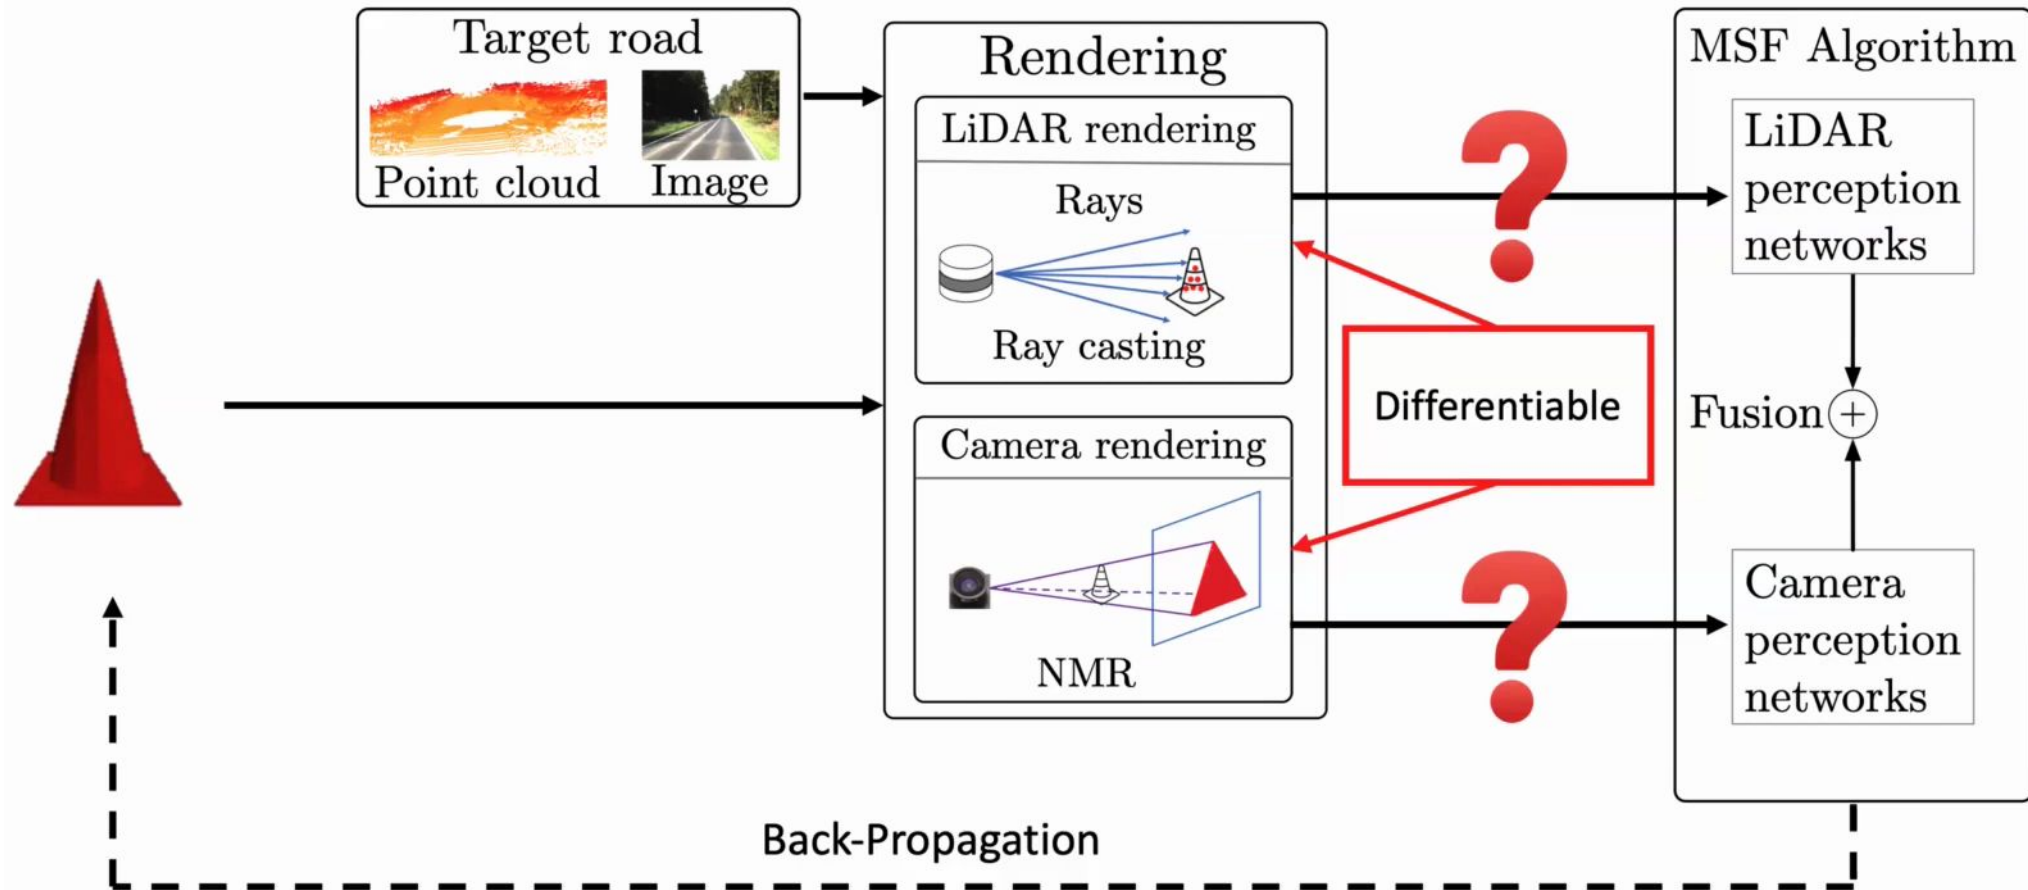 Target road
Point cloud
Image
Rendering
LiDAR rendering
Rays
Ray casting
Camera rendering
NMR
?
?
Differentiable
MSF Algorithm
LiDAR
perception
networks
Fusion +
Camera
perception
networks
Back-Propagation